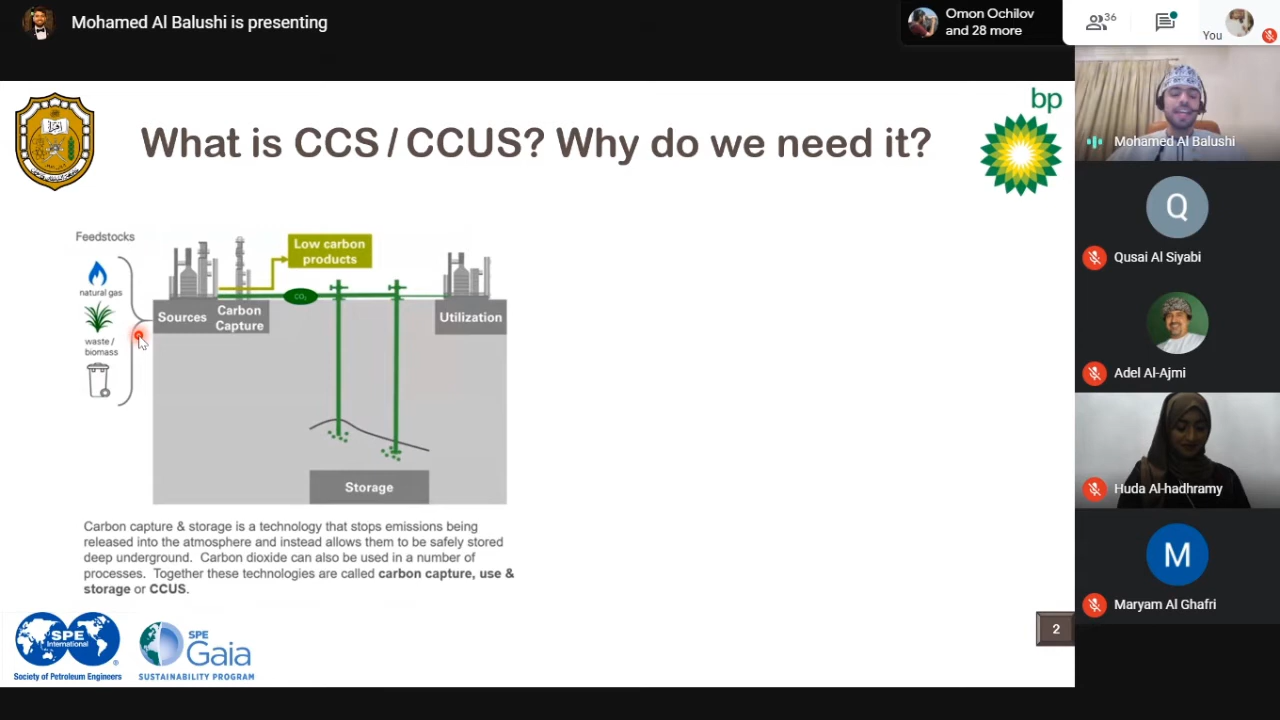 Mohamed Al Balushi is presenting
Omon Ochilov
and 28 more
36
You
What is CCS / CCUS? Why do we need it?
bp
Feedstocks
natural gas
waste /
biomass
Low carbon
products
CO₂
Sources
Carbon
Capture
Utilization
Storage
Carbon capture & storage is a technology that stops emissions being
released into the atmosphere and instead allows them to be safely stored
deep underground. Carbon dioxide can also be used in a number of
processes. Together these technologies are called carbon capture, use &
storage or CCUS.
SPE
International
®
Society of Petroleum Engineers
SPE
Gaia
SUSTAINABILITY PROGRAM
2
Mohamed Al Balushi
Q
Qusai Al Siyabi
Adel Al-Ajmi
Huda Al-hadhramy
M
Maryam Al Ghafri